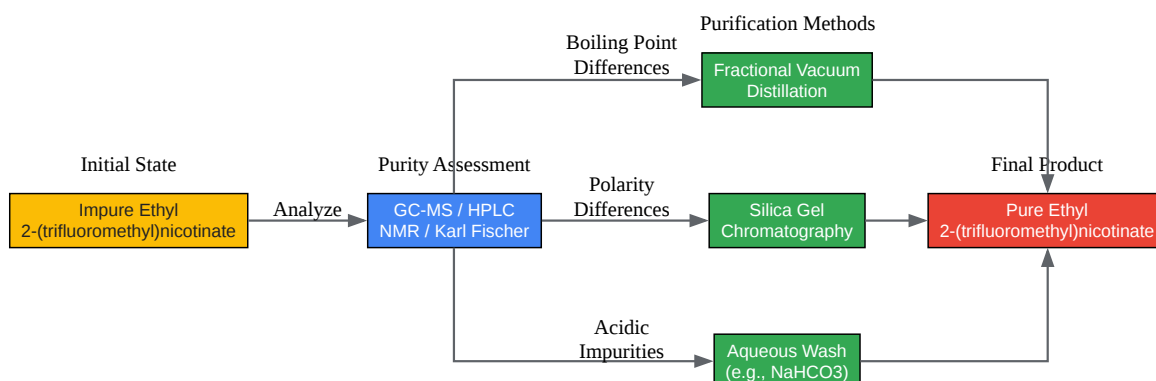 Purification Methods
Boiling Point
Differences
Fractional Vacuum
Distillation
Initial State
Purity Assessment
Final Product
Impure Ethyl
2-(trifluoromethyl)nicotinate
Analyze
GC-MS / HPLC
NMR / Karl Fischer
Polarity
Differences
Silica Gel
Chromatography
Pure Ethyl
2-(trifluoromethyl)nicotinate
Acidic
Impurities
Aqueous Wash
(e.g., NaHCO3)